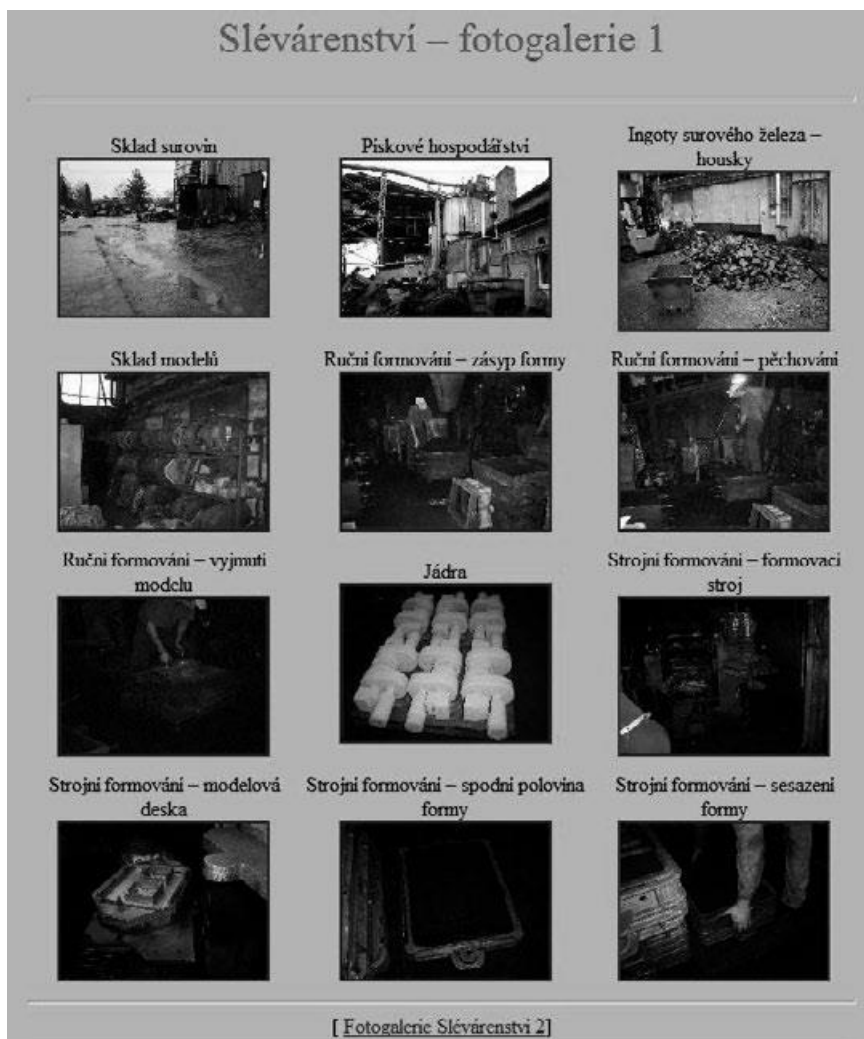 Slévárenství – fotogalerie 1
Sklad surovin
Pískové hospodářství
Ingoty surového železa –
housky
Sklad modelů
Ruční formování – zásyp formy
Ruční formování – pěchování
Ruční formování – vyjmutí
modelu
Jádra
Strojní formování – formovací
stroj
Strojní formování – modelová
deska
Strojní formování – spodní polovina
formy
Strojní formování – sesazení
formy
[ Fotogalerie Slévárenství 2]